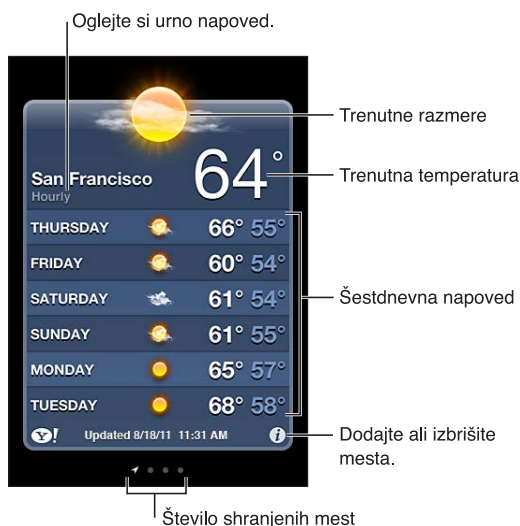 Oglejte si urno napoved.
Trenutne razmere
64°
San Francisco
Trenutna temperatura
Hourly
THURSDAY 66° 55°
FRIDAY 60° 54°
SATURDAY 61° 54°
Šestdnevna napoved
SUNDAY 61° 55°
MONDAY 65° 57°
TUESDAY 68° 58°
Y! Updated 8/18/11 11:31 AM i
Dodajte ali izbrišite
mesta.
Število shranjenih mest